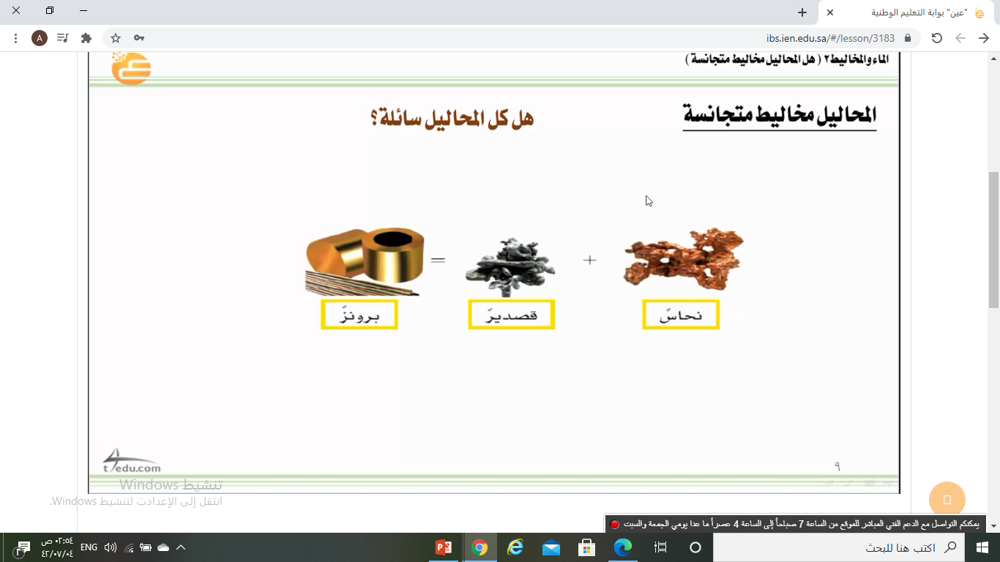 "عين" بوابة التعليم الوطنية
ibs.ien.edu.sa/#/lesson/3183
A
الماء والمخاليط٢ ( هل المحاليل مخاليط متجانسة )
المحاليل مخاليط متجانسة
هل كل المحاليل سائلة؟
+
=
نحاسٌ
قصديرٌ
برونزٌ
t4edu.com
٩
تنشيط Windows
انتقل إلى الإعدادت لتنشيط Windows.
يمكنكم التواصل مع الدعم الفني المباشر للموقع من الساعة 7 صباحاً إلى الساعة 4 عصراً ما عدا يومي الجمعة والسبت
اكتب هنا للبحث
ENG
٠٢:٥٤ ص
٤٢/٠٧/٠٤